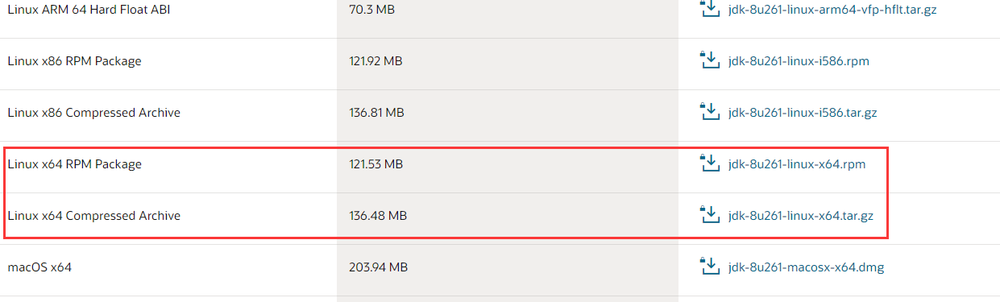 Linux ARM 64 Hard Float ABI 70.3 MB jdk-8u261-linux-arm64-vfp-hflt.tar.gz
Linux x86 RPM Package 121.92 MB jdk-8u261-linux-i586.rpm
Linux x86 Compressed Archive 136.81 MB jdk-8u261-linux-i586.tar.gz
Linux x64 RPM Package 121.53 MB jdk-8u261-linux-x64.rpm
Linux x64 Compressed Archive 136.48 MB jdk-8u261-linux-x64.tar.gz
macOS x64 203.94 MB jdk-8u261-macosx-x64.dmg